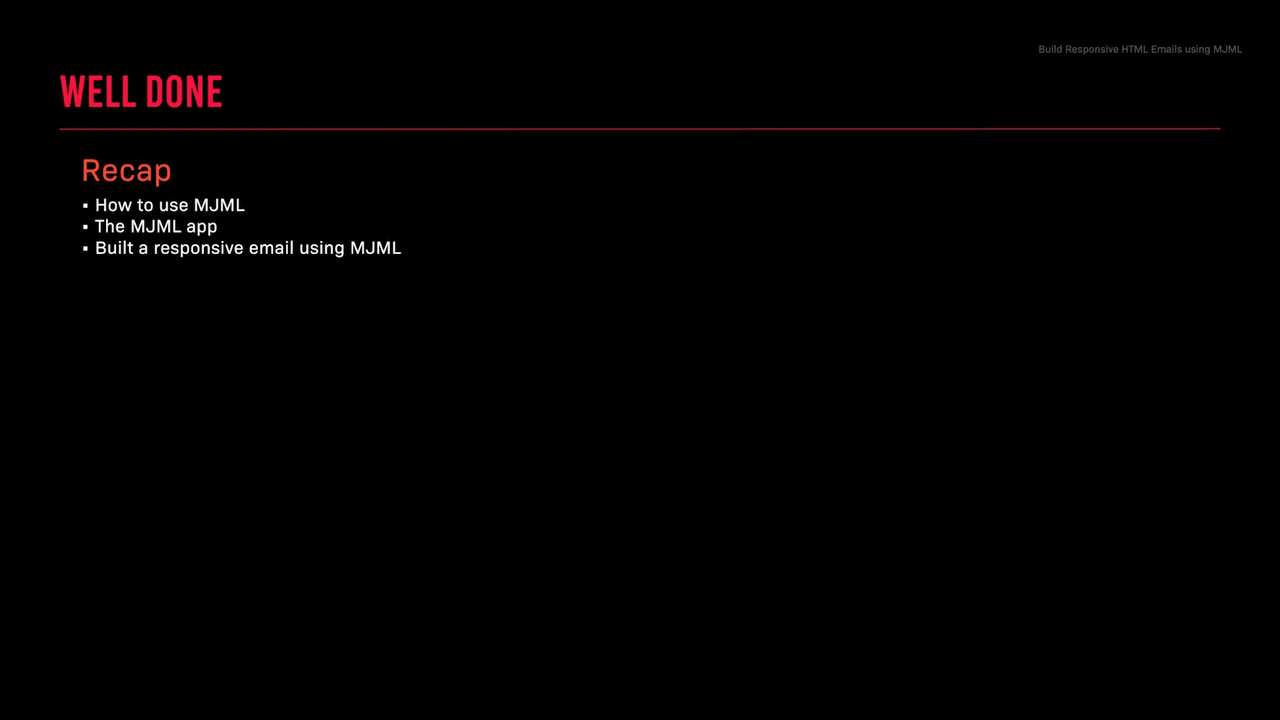 Build Responsive HTML Emails using MJML
WELL DONE
Recap
▪ How to use MJML
▪ The MJML app
▪ Built a responsive email using MJML